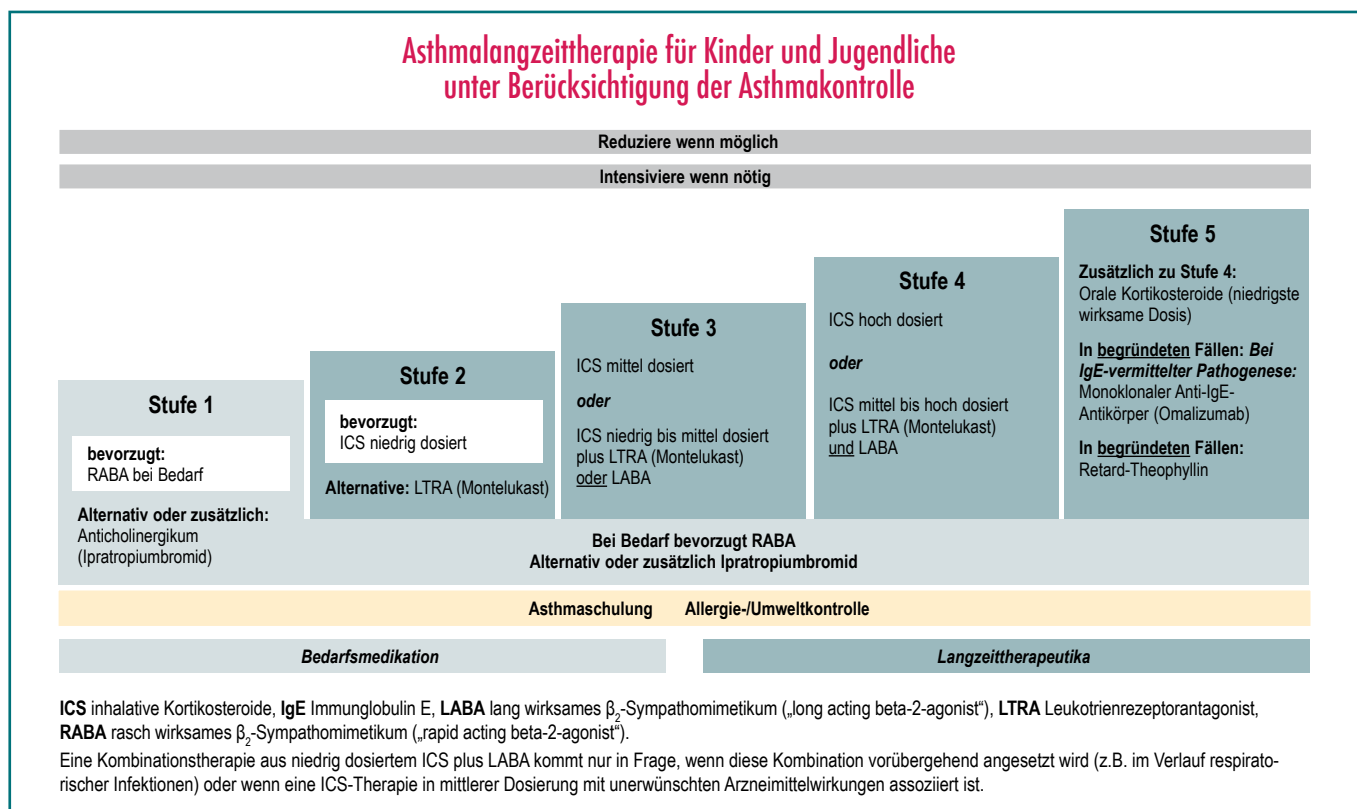 Asthmalangzeittherapie für Kinder und Jugendliche
unter Berücksichtigung der Asthmakontrolle
Reduziere wenn möglich
Intensiviere wenn nötig
Stufe 1
bevorzugt:
RABA bei Bedarf
Alternativ oder zusätzlich:
Anticholinergikum
(Ipratropiumbromid)
Stufe 2
bevorzugt:
ICS niedrig dosiert
Alternative: LTRA (Montelukast)
Stufe 3
ICS mittel dosiert
oder
ICS niedrig bis mittel dosiert
plus LTRA (Montelukast)
oder LABA
Stufe 4
ICS hoch dosiert
oder
ICS mittel bis hoch dosiert
plus LTRA (Montelukast)
und LABA
Stufe 5
Zusätzlich zu Stufe 4:
Orale Kortikosteroide (niedrigste
wirksame Dosis)
In begründeten Fällen: Bei
IgE-vermittelter Pathogenese:
Monoklonaler Anti-IgE-
Antikörper (Omalizumab)
In begründeten Fällen:
Retard-Theophyllin
Bei Bedarf bevorzugt RABA
Alternativ oder zusätzlich Ipratropiumbromid
Asthmaschulung Allergie-/Umweltkontrolle
Bedarfsmedikation
Langzeittherapeutika
ICS inhalative Kortikosteroide, IgE Immunglobulin E, LABA lang wirksames β₂-Sympathomimetikum („long acting beta-2-agonist“), LTRA Leukotrienrezeptorantagonist,
RABA rasch wirksames β₂-Sympathomimetikum („rapid acting beta-2-agonist“).
Eine Kombinationstherapie aus niedrig dosiertem ICS plus LABA kommt nur in Frage, wenn diese Kombination vorübergehend angesetzt wird (z.B. im Verlauf respirato-
rischer Infektionen) oder wenn eine ICS-Therapie in mittlerer Dosierung mit unerwünschten Arzneimittelwirkungen assoziiert ist.